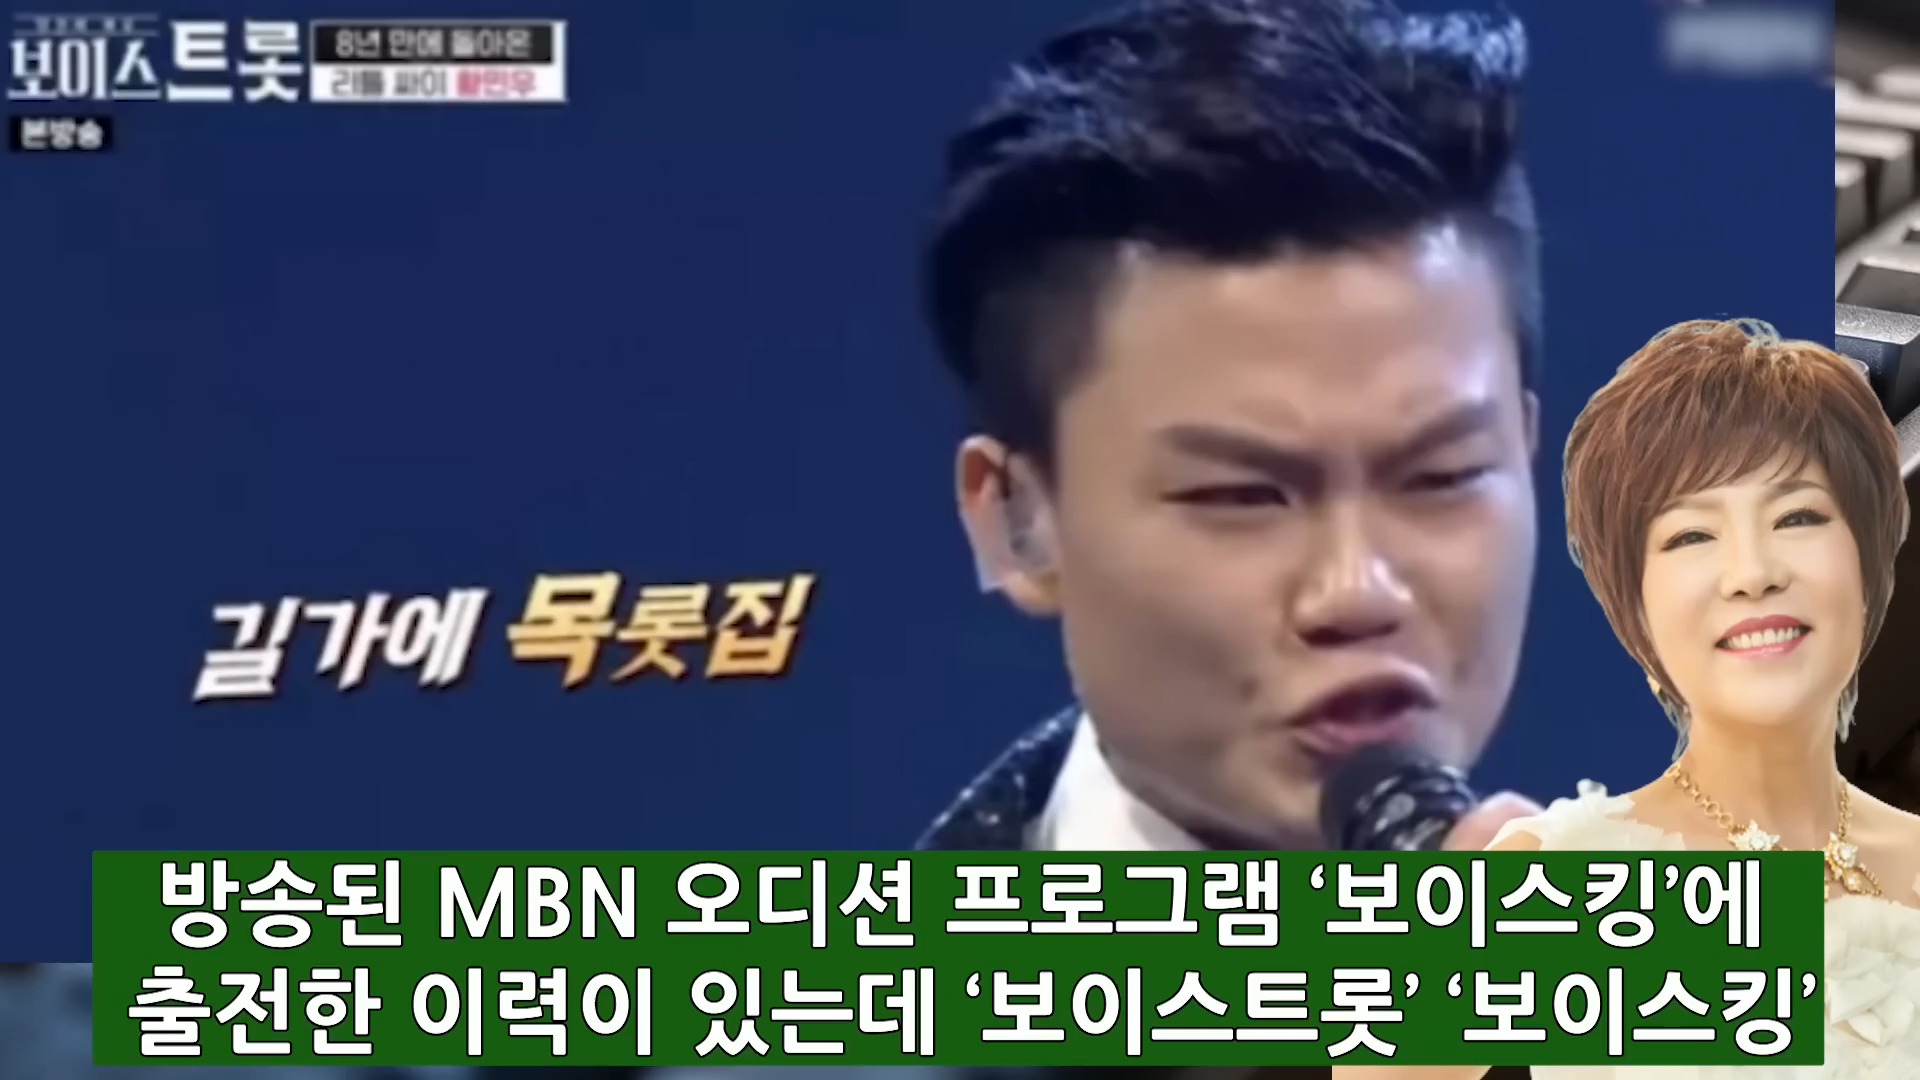 보이스트롯
8년 만에 돌아온
리틀 싸이 황민우
본방송
길가에 목롯집
방송된 MBN 오디션 프로그램 ‘보이스킹’에
출전한 이력이 있는데 ‘보이스트롯’ ‘보이스킹’